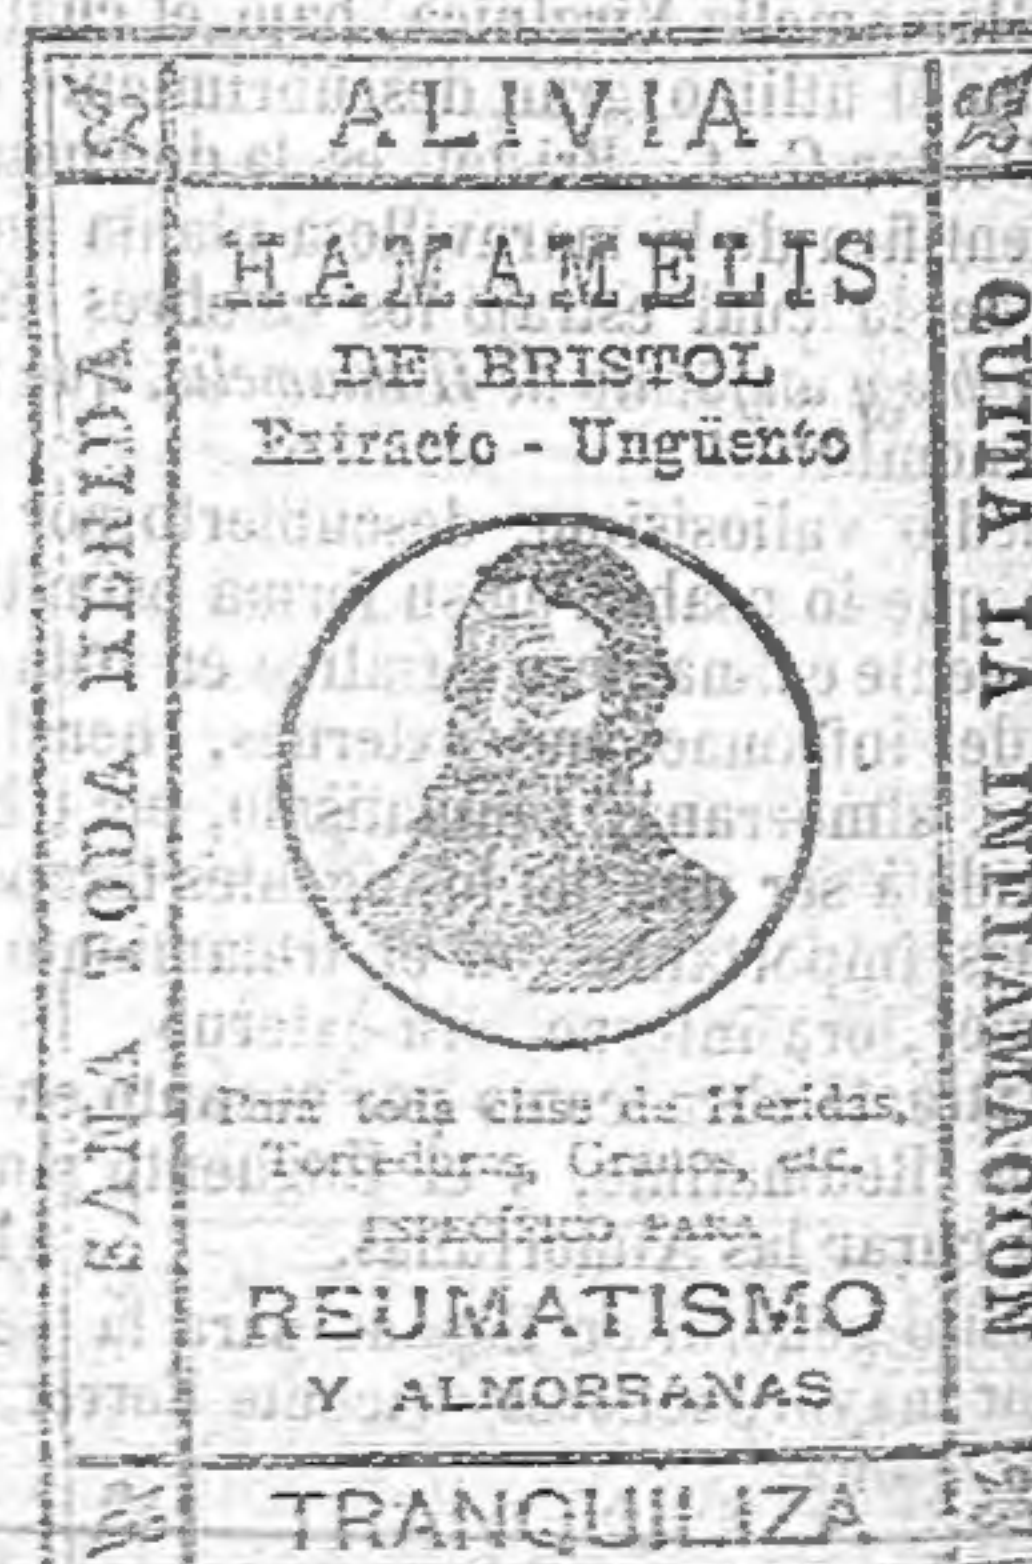 ALIVIA
SANA TODA HERIDA
HAMAMELIS
DE BRISTOL
Extracto - Ungüento
Para toda clase de Heridas,
Torceduras, Granos, etc.
ESPECÍFICO PARA
REUMATISMO
Y ALMORRANAS
QUITA LA INFLAMACION
TRANQUILIZA